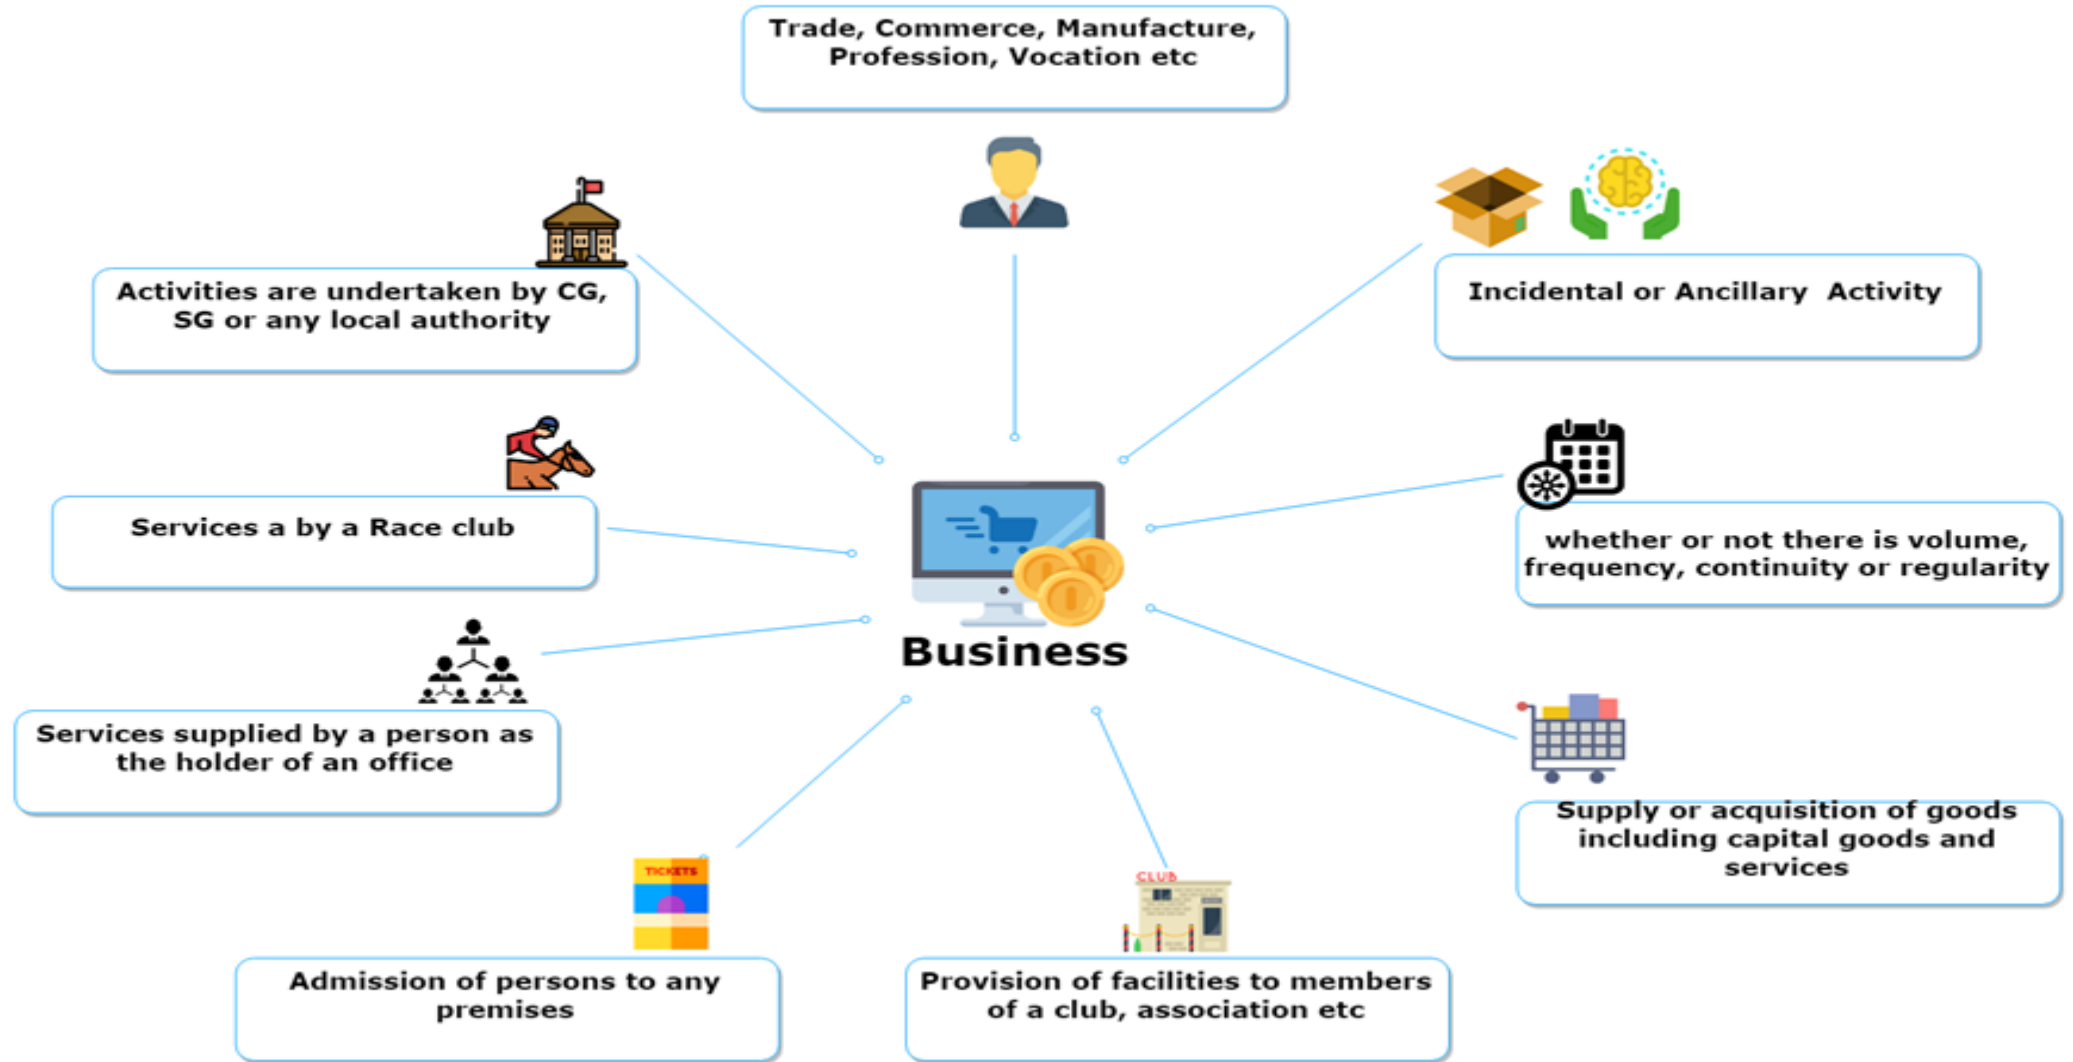 Trade, Commerce, Manufacture,
Profession, Vocation etc
Incidental or Ancillary  Activity
whether or not there is volume,
frequency, continuity or regularity
Supply or acquisition of goods
including capital goods and
services
CLUB
Provision of facilities to members
of a club, association etc
TICKETS
Admission of persons to any
premises
Services supplied by a person as
the holder of an office
Services a by a Race club
Activities are undertaken by CG,
SG or any local authority
Business